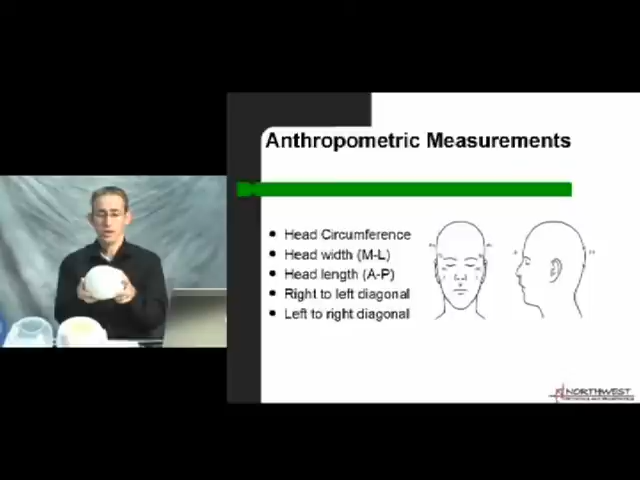 Anthropometric Measurements
Head Circumference
Head width (M-L)
Head length (A-P)
Right to left diagonal
Left to right diagonal
NORTHWEST